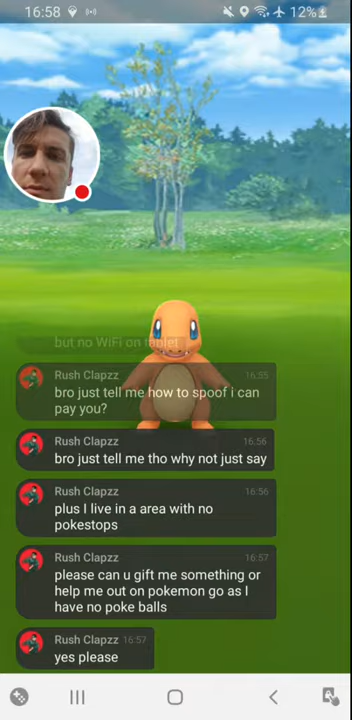 16:58
12%
but no WiFi on tablet
Rush Clapzz 16:55
bro just tell me how to spoof i can
pay you?
Rush Clapzz 16:56
bro just tell me tho why not just say
Rush Clapzz 16:56
plus I live in a area with no
pokestops
Rush Clapzz 16:57
please can u gift me something or
help me out on pokemon go as I
have no poke balls
Rush Clapzz 16:57
yes please